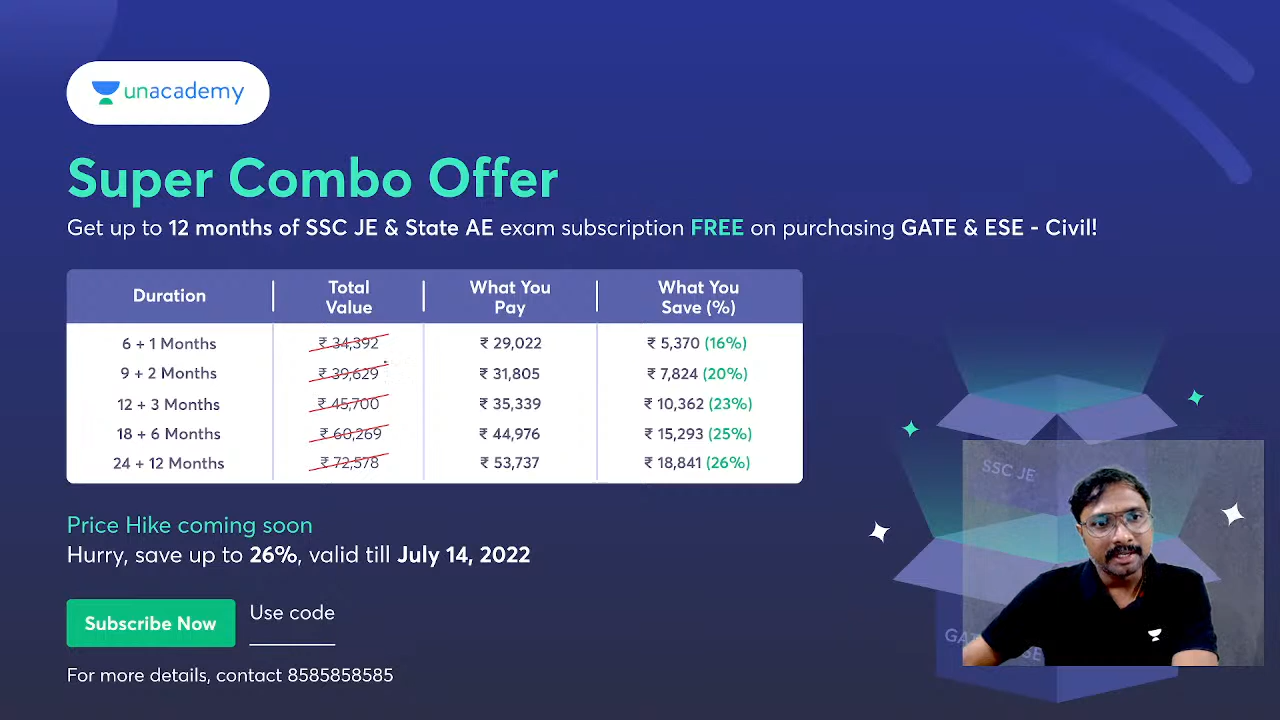 unacademy
Super Combo Offer
Get up to 12 months of SSC JE & State AE exam subscription FREE on purchasing GATE & ESE - Civil!
Duration Total Value What You Pay What You Save (%)
6 + 1 Months ₹ 34,392 ₹ 29,022 ₹ 5,370 (16%)
9 + 2 Months ₹ 39,629 ₹ 31,805 ₹ 7,824 (20%)
12 + 3 Months ₹ 45,700 ₹ 35,339 ₹ 10,362 (23%)
18 + 6 Months ₹ 60,269 ₹ 44,976 ₹ 15,293 (25%)
24 + 12 Months ₹ 72,578 ₹ 53,737 ₹ 18,841 (26%)
SSC JE
Price Hike coming soon
Hurry, save up to 26%, valid till July 14, 2022
Subscribe Now Use code
For more details, contact 8585858585